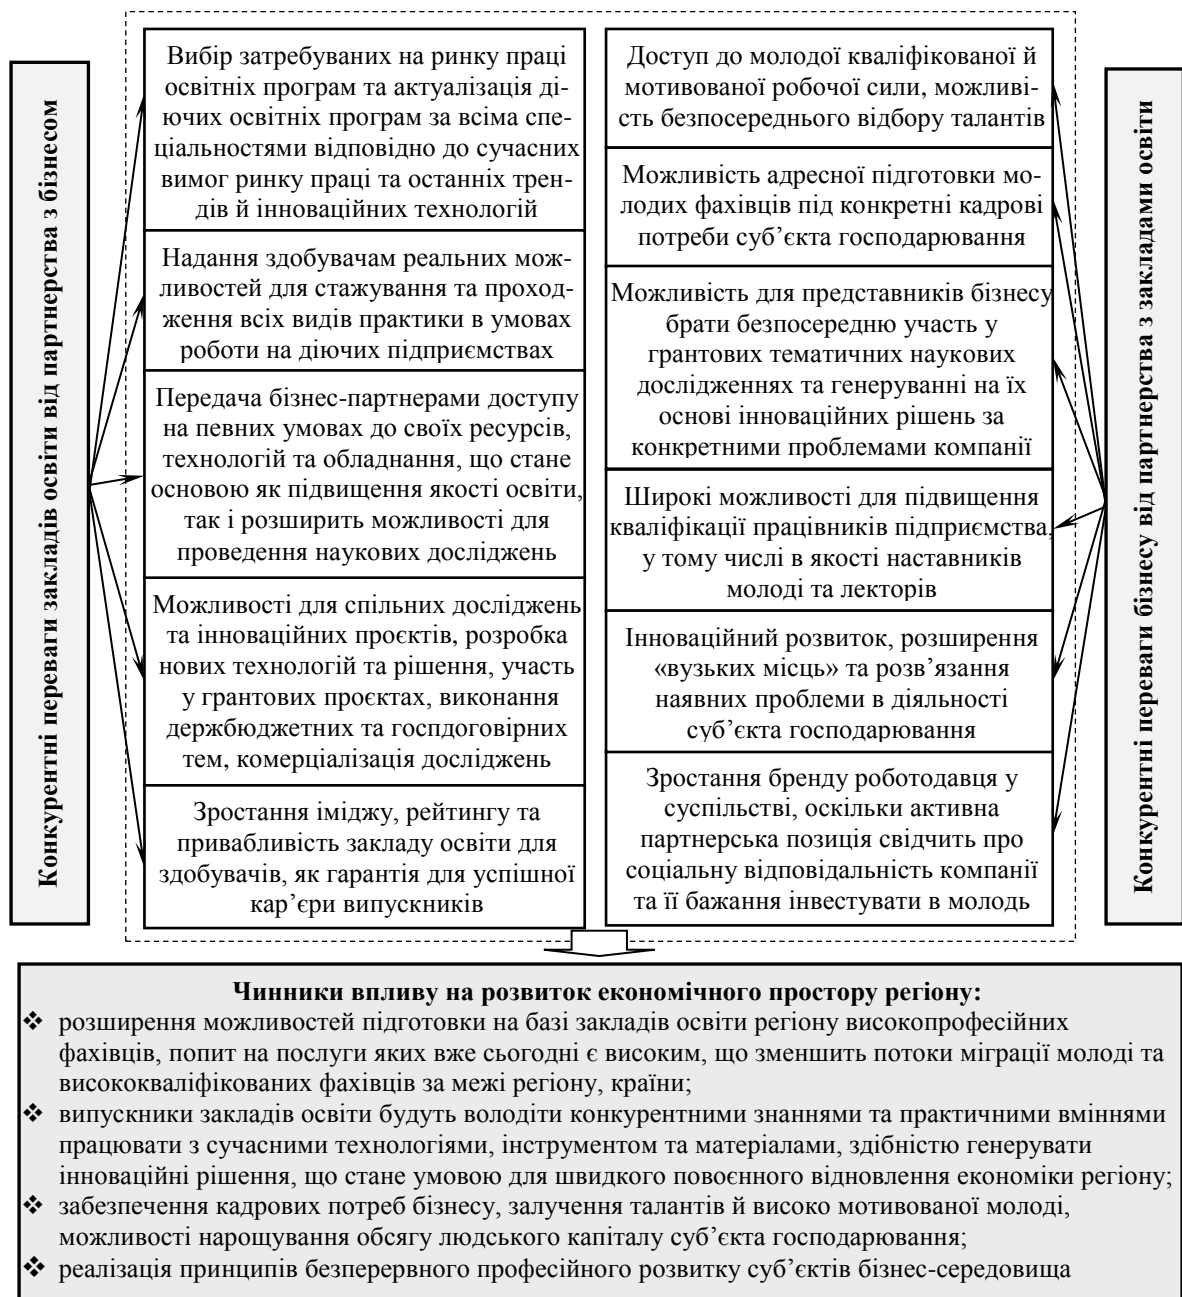 Конкурентні переваги закладів освіти від партнерства з бізнесом
Вибір затребуваних на ринку праці
освітніх програм та актуалізація ді-
ючих освітніх програм за всіма спе-
ціальностями відповідно до сучасних
вимог ринку праці та останніх трен-
дів й інноваційних технологій
Надання здобувачам реальних мож-
ливостей для стажування та проход-
ження всіх видів практики в умовах
роботи на діючих підприємствах
Передача бізнес-партнерами доступу
на певних умовах до своїх ресурсів,
технологій та обладнання, що стане
основою як підвищення якості освіти,
так і розширить можливості для
проведення наукових досліджень
Можливості для спільних досліджень
та інноваційних проєктів, розробка
нових технологій та рішення, участь
у грантових проєктах, виконання
держбюджетних та госпдоговірних
тем, комерціалізація досліджень
Зростання іміджу, рейтингу та
привабливість закладу освіти для
здобувачів, як гарантія для успішної
кар’єри випускників
Доступ до молодої кваліфікованої й
мотивованої робочої сили, можливі-
сть безпосереднього відбору талантів
Можливість адресної підготовки мо-
лодих фахівців під конкретні кадрові
потреби суб’єкта господарювання
Можливість для представників бізнесу
брати безпосередню участь у
грантових тематичних наукових
дослідженнях та генеруванні на їх
основі інноваційних рішень за
конкретними проблемами компанії
Широкі можливості для підвищення
кваліфікації працівників підприємства,
у тому числі в якості наставників
молоді та лекторів
Інноваційний розвиток, розширення
«вузьких місць» та розв’язання
наявних проблеми в діяльності
суб’єкта господарювання
Зростання бренду роботодавця у
суспільстві, оскільки активна
партнерська позиція свідчить про
соціальну відповідальність компанії
та її бажання інвестувати в молодь
Конкурентні переваги бізнесу від партнерства з закладами освіти
Чинники впливу на розвиток економічного простору регіону:
❖ розширення можливостей підготовки на базі закладів освіти регіону високопрофесійних
фахівців, попит на послуги яких вже сьогодні є високим, що зменшить потоки міграції молоді та
висококваліфікованих фахівців за межі регіону, країни;
❖ випускники закладів освіти будуть володіти конкурентними знаннями та практичними вміннями
працювати з сучасними технологіями, інструментом та матеріалами, здібністю генерувати
інноваційні рішення, що стане умовою для швидкого повоєнного відновлення економіки регіону;
❖ забезпечення кадрових потреб бізнесу, залучення талантів й високо мотивованої молоді,
можливості нарощування обсягу людського капіталу суб’єкта господарювання;
❖ реалізація принципів безперервного професійного розвитку суб’єктів бізнес-середовища